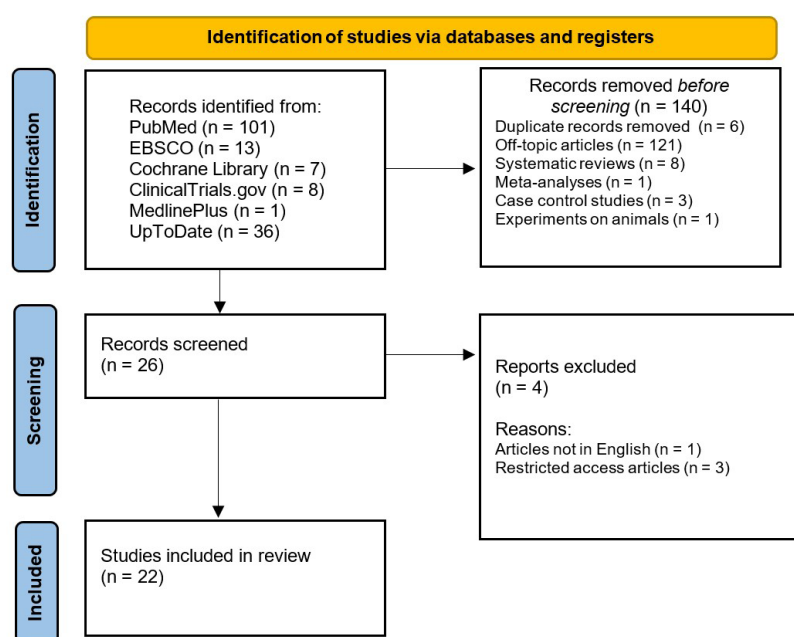 Identification of studies via databases and registers
Identification
Records identified from:
PubMed (n = 101)
EBSCO (n = 13)
Cochrane Library (n = 7)
ClinicalTrials.gov (n = 8)
MedlinePlus (n = 1)
UpToDate (n = 36)
Records removed before
screening (n = 140)
Duplicate records removed (n = 6)
Off-topic articles (n = 121)
Systematic reviews (n = 8)
Meta-analyses (n = 1)
Case control studies (n = 3)
Experiments on animals (n = 1)
Screening
Records screened
(n = 26)
Reports excluded
(n = 4)
Reasons:
Articles not in English (n = 1)
Restricted access articles (n = 3)
Included
Studies included in review
(n = 22)